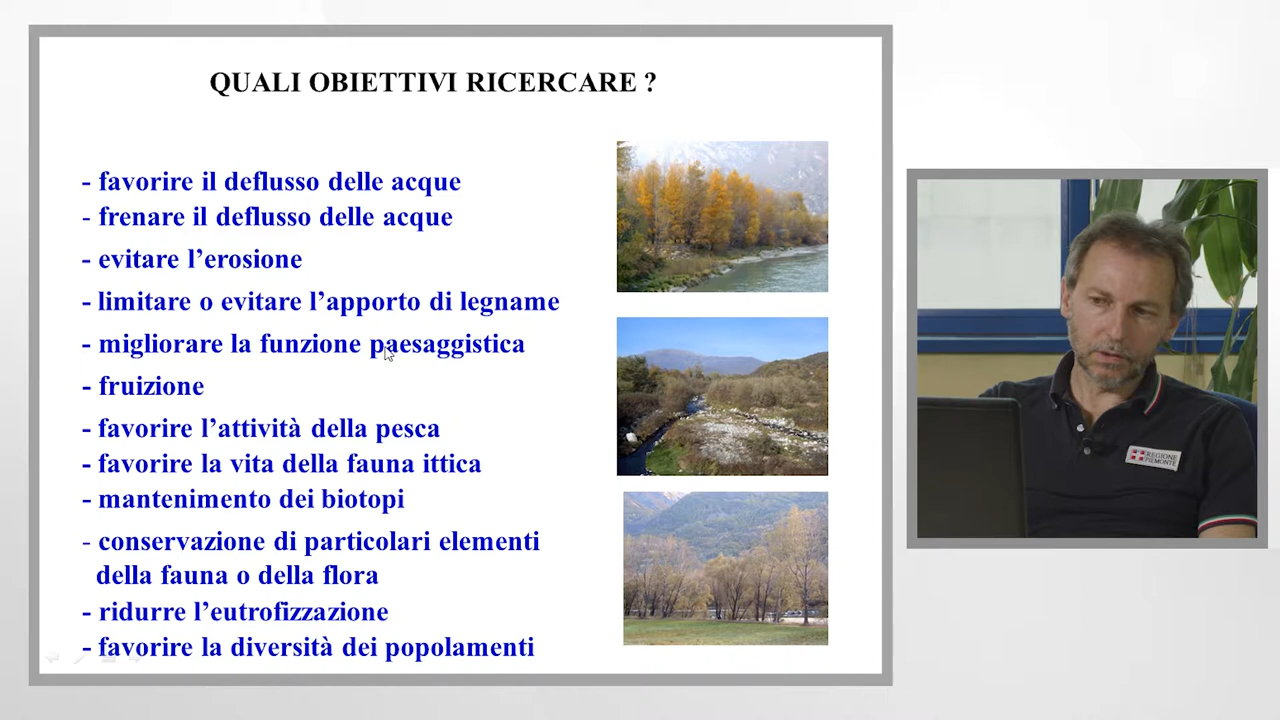 QUALI OBIETTIVI RICERCARE ?
- favorire il deflusso delle acque
- frenare il deflusso delle acque
- evitare l’erosione
- limitare o evitare l’apporto di legname
- migliorare la funzione paesaggistica
- fruizione
- favorire l’attività della pesca
- favorire la vita della fauna ittica
- mantenimento dei biotopi
- conservazione di particolari elementi
della fauna o della flora
- ridurre l’eutrofizzazione
- favorire la diversità dei popolamenti
REGIONE
PIEMONTE